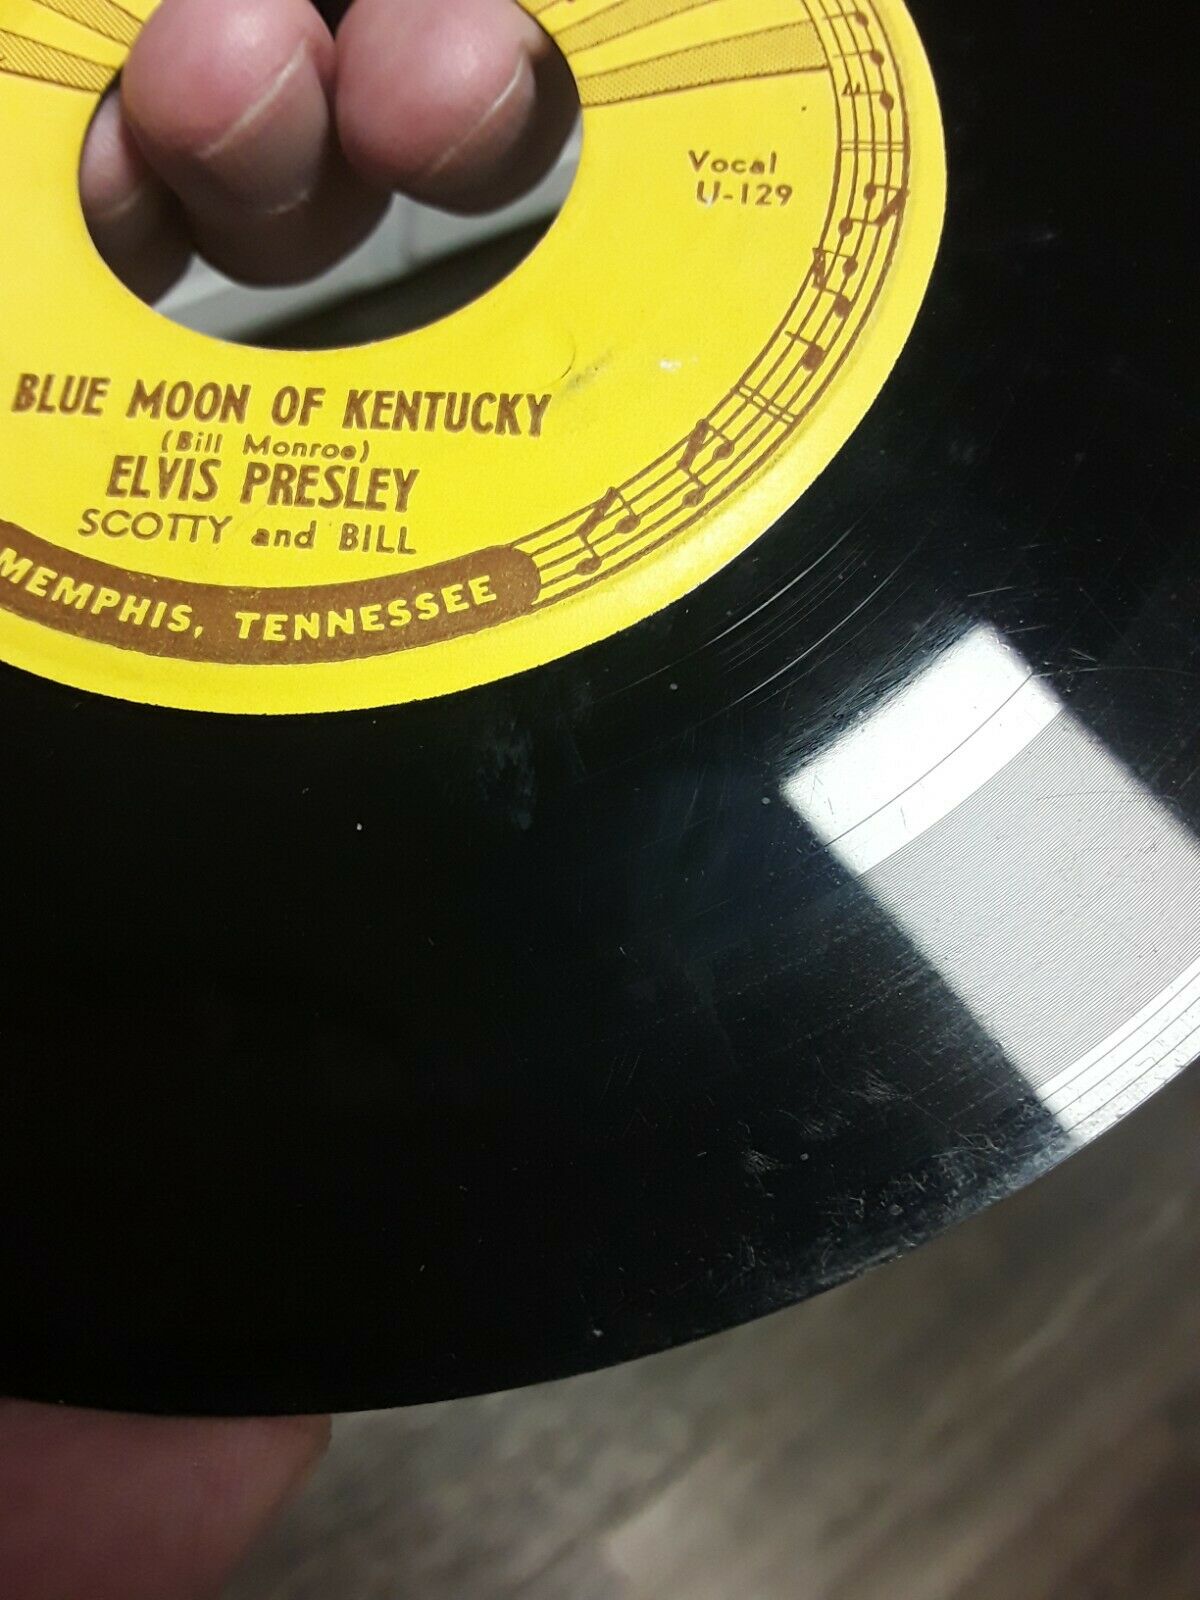 Vocal
U-129
BLUE MOON OF KENTUCKY
(Bill Monroe)
ELVIS PRESLEY
SCOTTY and BILL
MEMPHIS, TENNESSEE